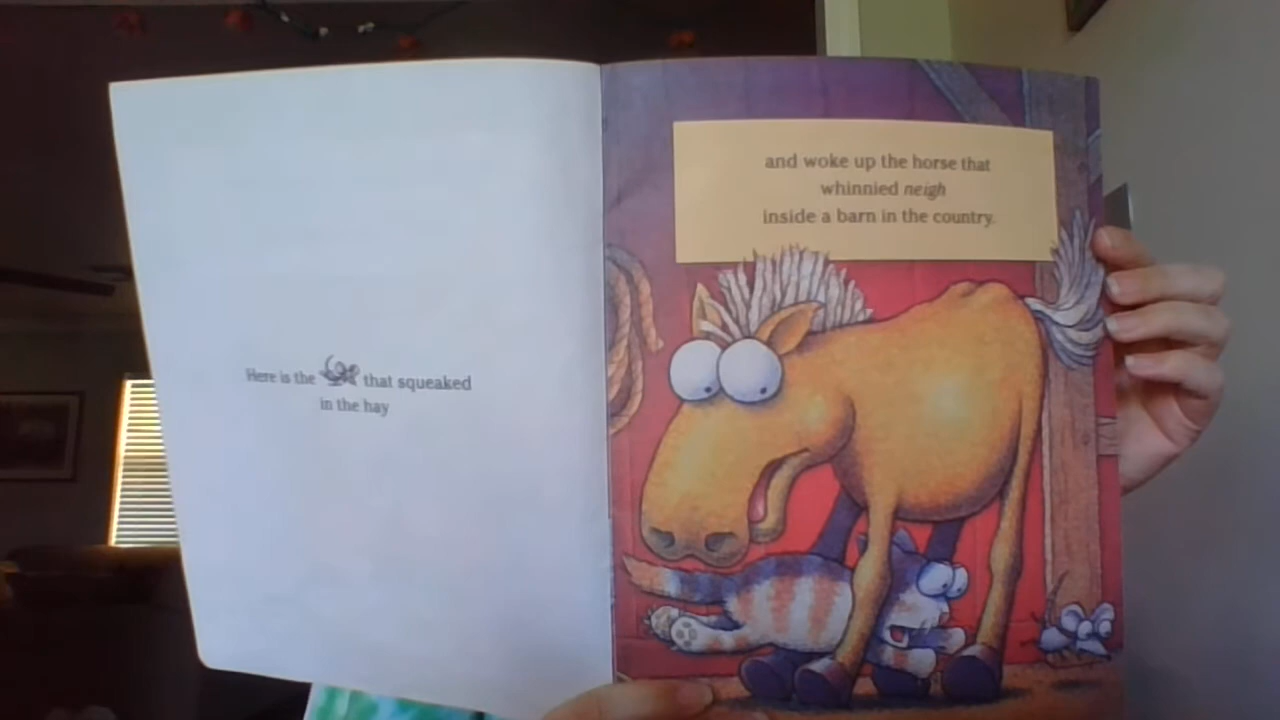 Here is the that squeaked
in the hay
and woke up the horse that
whinnied neigh
inside a barn in the country.